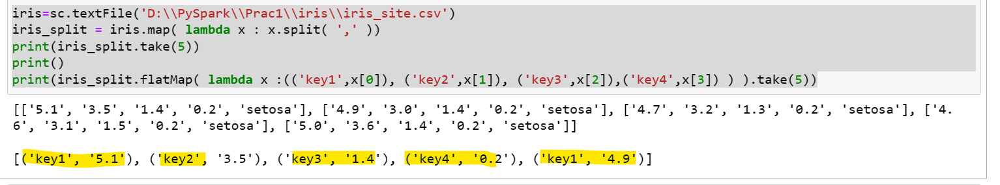 iris=sc.textFile('D:\\PySpark\\Prac1\\iris\\iris_site.csv')
iris_split = iris.map( lambda x : x.split( ',' ))
print(iris_split.take(5))
print()
print(iris_split.flatMap( lambda x :(('key1',x[0]), ('key2',x[1]), ('key3',x[2]),('key4',x[3]) ) ).take(5))
[['5.1', '3.5', '1.4', '0.2', 'setosa'], ['4.9', '3.0', '1.4', '0.2', 'setosa'], ['4.7', '3.2', '1.3', '0.2', 'setosa'], ['4.
6', '3.1', '1.5', '0.2', 'setosa'], ['5.0', '3.6', '1.4', '0.2', 'setosa']]
[('key1', '5.1'), ('key2', '3.5'), ('key3', '1.4'), ('key4', '0.2'), ('key1', '4.9')]